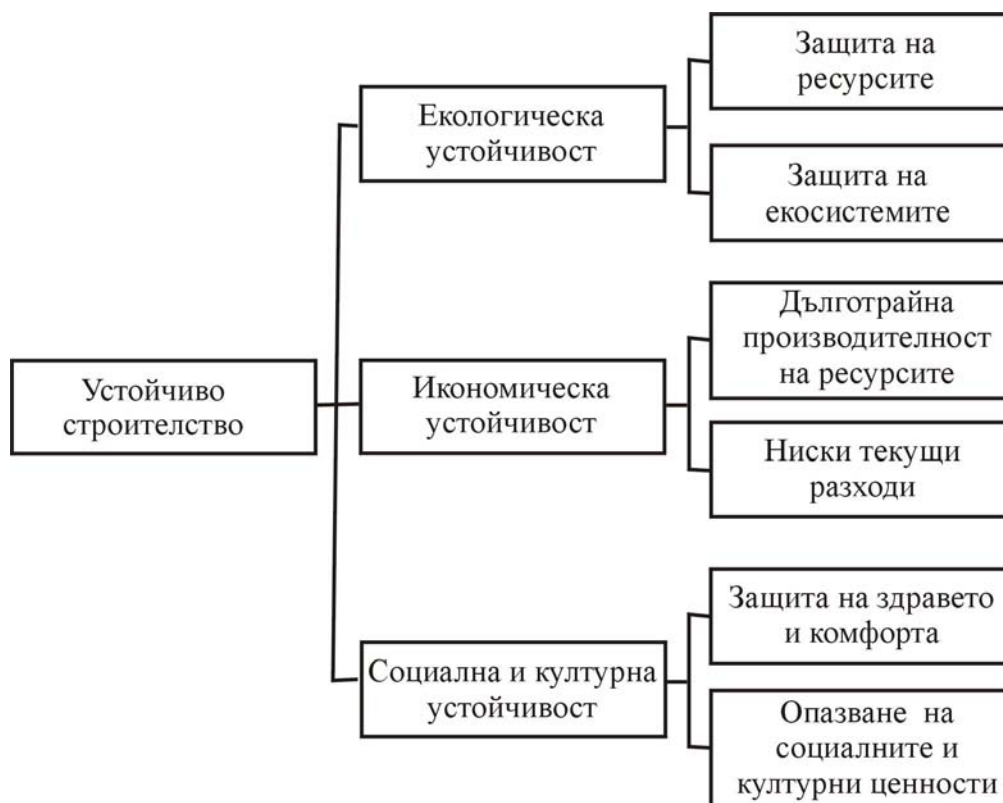 Устойчиво
строителство
Екологическа
устойчивост
Защита на
ресурсите
Защита на
екосистемите
Икономическа
устойчивост
Дълготрайна
производителност
на ресурсите
Ниски текущи
разходи
Социална и културна
устойчивост
Защита на здравето
и комфорта
Опазване на
социалните и
културни ценности